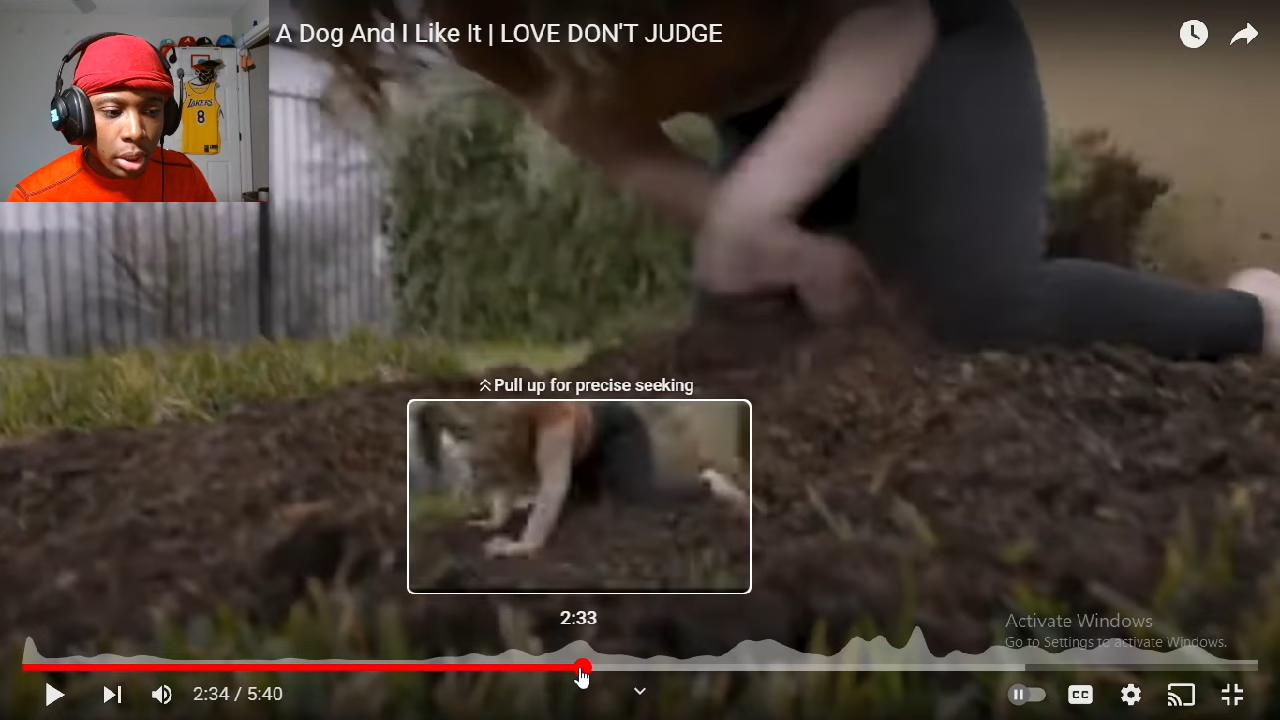 A Dog And I Like It | LOVE DON'T JUDGE
LAKERS
8
Pull up for precise seeking
2:33
Activate Windows
Go to Settings to activate Windows.
2:34 / 5:40
CC